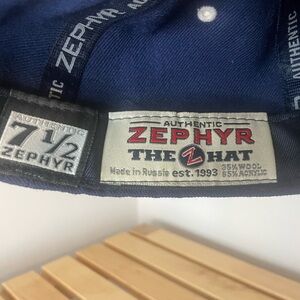 ZEPHYR
AUTHENTIC
AUTHENTIC
7 1/2
ZEPHYR
AUTHENTIC
ZEPHYR
THE Z HAT
Made in Russia est. 1993
35% WOOL
65% ACRYLIC